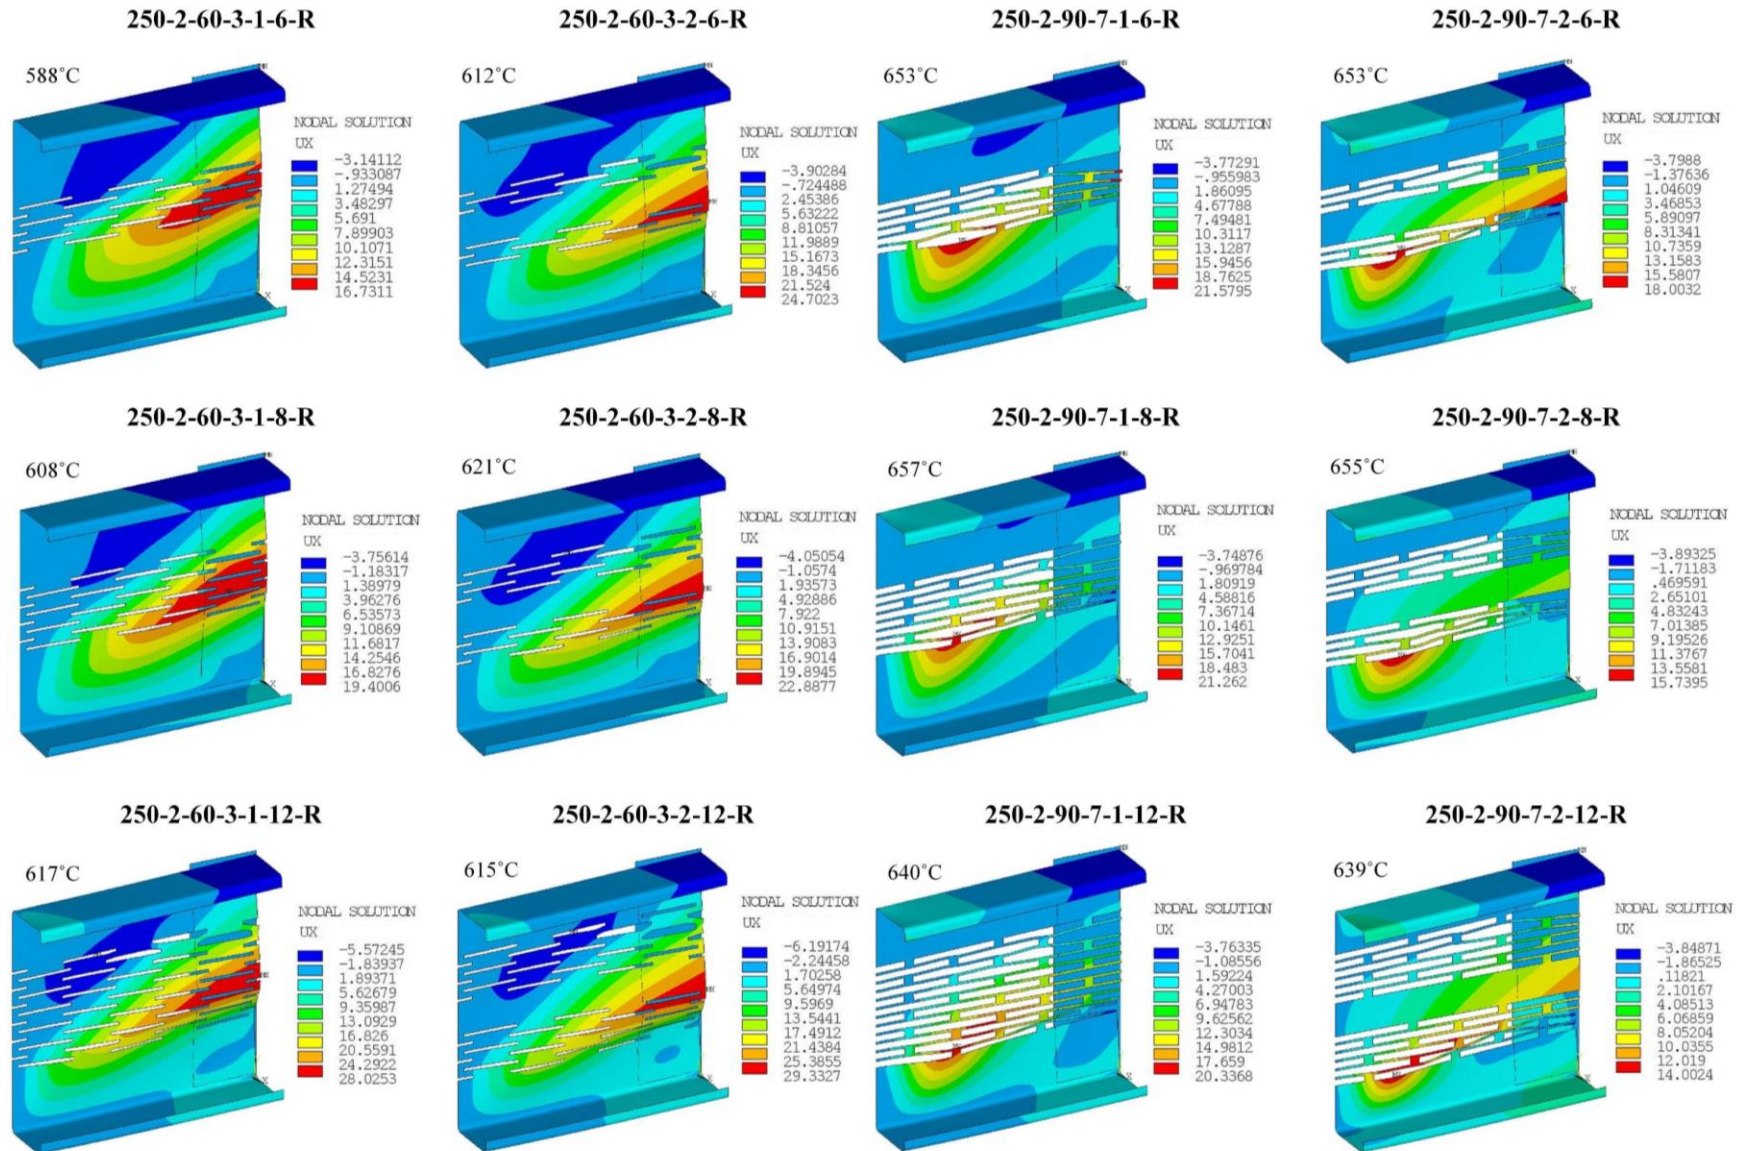 250-2-60-3-1-6-R
588°C
NODAL SOLUTION
UX
-3.14112
-.933087
1.27494
3.48297
5.691
7.89903
10.1071
12.3151
14.5231
16.7311
250-2-60-3-2-6-R
612°C
NODAL SOLUTION
UX
-3.90284
-.724488
2.45386
5.63222
8.81057
11.9889
15.1673
18.3456
21.524
24.7023
250-2-90-7-1-6-R
653°C
NODAL SOLUTION
UX
-3.77291
-.955983
1.86095
4.67788
7.49481
10.3117
13.1287
15.9456
18.7625
21.5795
250-2-90-7-2-6-R
653°C
NODAL SOLUTION
UX
-3.7988
-1.37636
1.04609
3.46853
5.89097
8.31341
10.7359
13.1583
15.5807
18.0032
250-2-60-3-1-8-R
608°C
NODAL SOLUTION
UX
-3.75614
-1.18317
1.38979
3.96276
6.53573
9.10869
11.6817
14.2546
16.8276
19.4006
250-2-60-3-2-8-R
621°C
NODAL SOLUTION
UX
-4.05054
-1.0574
1.93573
4.92886
7.922
10.9151
13.9083
16.9014
19.8945
22.8877
250-2-90-7-1-8-R
657°C
NODAL SOLUTION
UX
-3.74876
-.969784
1.80919
4.58816
7.36714
10.1461
12.9251
15.7041
18.483
21.262
250-2-90-7-2-8-R
655°C
NODAL SOLUTION
UX
-3.89325
-1.71183
.469591
2.65101
4.83243
7.01385
9.19526
11.3767
13.5581
15.7395
250-2-60-3-1-12-R
617°C
NODAL SOLUTION
UX
-5.57245
-1.83937
1.89371
5.62679
9.35987
13.0929
16.826
20.5591
24.2922
28.0253
250-2-60-3-2-12-R
615°C
NODAL SOLUTION
UX
-6.19174
-2.24458
1.70258
5.64974
9.59969
13.5441
17.4912
21.4384
25.3855
29.3327
250-2-90-7-1-12-R
640°C
NODAL SOLUTION
UX
-3.76335
-1.08556
1.59224
4.27003
6.94783
9.62562
12.3034
14.9812
17.659
20.3368
250-2-90-7-2-12-R
639°C
NODAL SOLUTION
UX
-3.84871
-1.86525
.11821
2.10167
4.08513
6.06859
8.05204
10.0355
12.019
14.0024